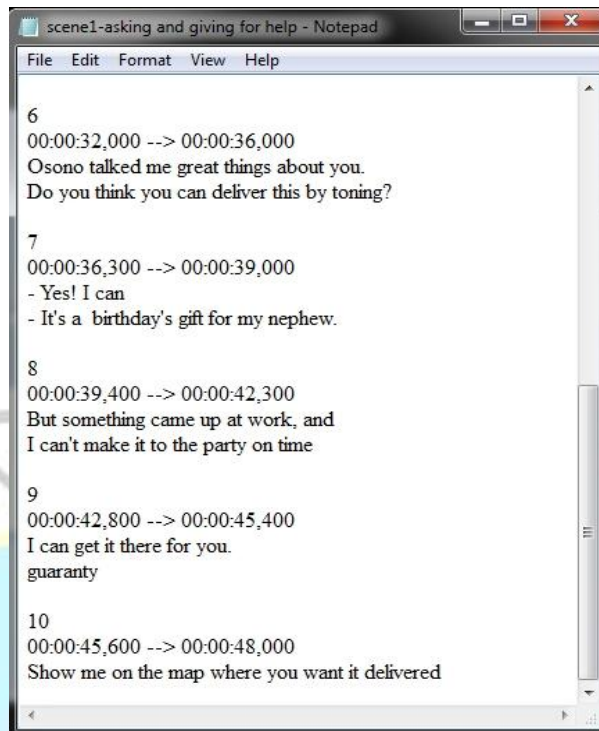 scene1-asking and giving for help - Notepad
File Edit Format View Help
6
00:00:32,000 --> 00:00:36,000
Osono talked me great things about you.
Do you think you can deliver this by toning?
7
00:00:36,300 --> 00:00:39,000
- Yes! I can
- It's a  birthday's gift for my nephew.
8
00:00:39,400 --> 00:00:42,300
But something came up at work, and
I can't make it to the party on time
9
00:00:42,800 --> 00:00:45,400
I can get it there for you.
guaranty
10
00:00:45,600 --> 00:00:48,000
Show me on the map where you want it delivered